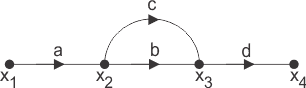 c
a b d
x₁ x₂ x₃ x₄